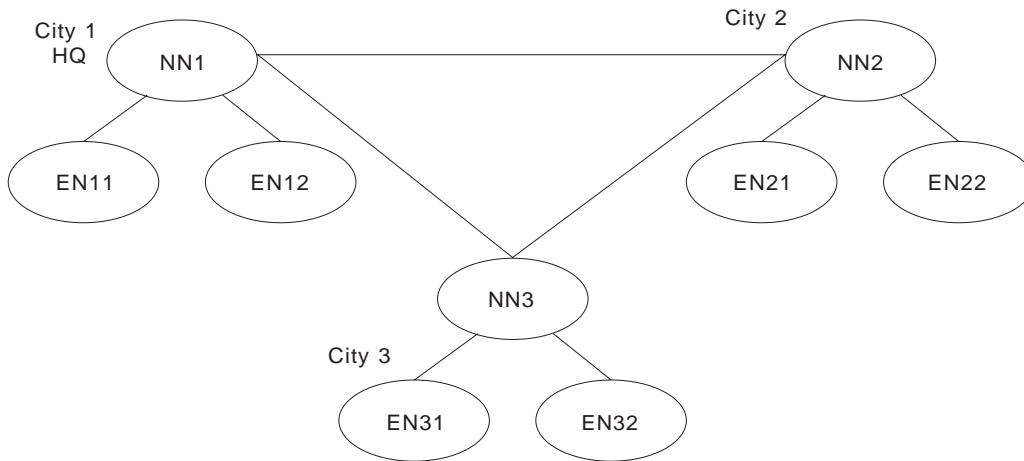 City 1
HQ
NN1
City 2
NN2
EN11
EN12
EN21
EN22
NN3
City 3
EN31
EN32